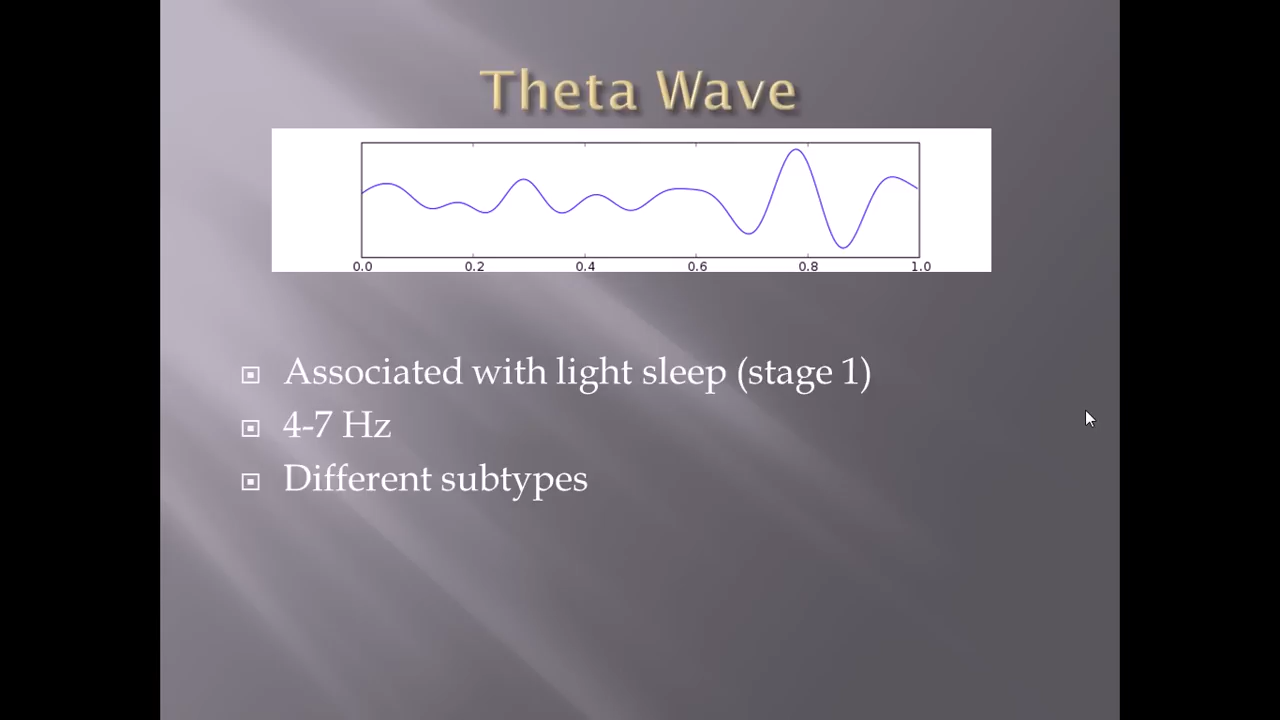 Theta Wave
0.0 0.2 0.4 0.6 0.8 1.0
Associated with light sleep (stage 1)
4-7 Hz
Different subtypes